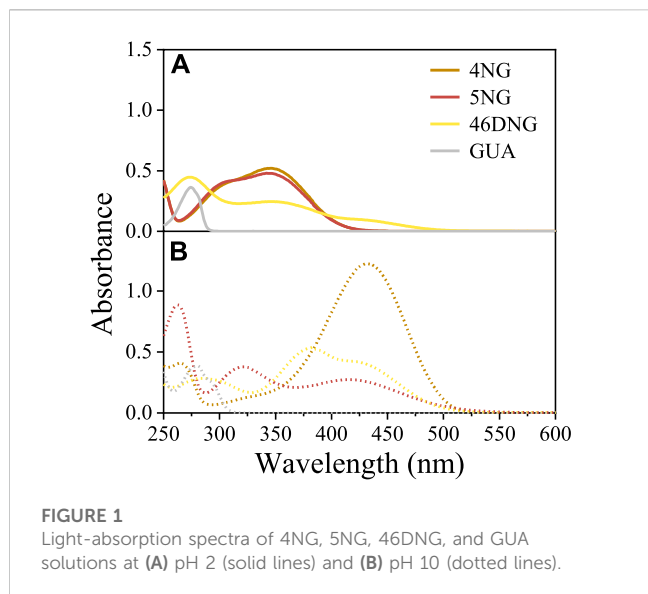 1.5
A
4NG
5NG
46DNG
GUA
1.0
0.5
0.0
Absorbance
B
1.0
0.5
0.0
250 300 350 400 450 500 550 600
Wavelength (nm)
FIGURE 1
Light-absorption spectra of 4NG, 5NG, 46DNG, and GUA
solutions at (A) pH 2 (solid lines) and (B) pH 10 (dotted lines).